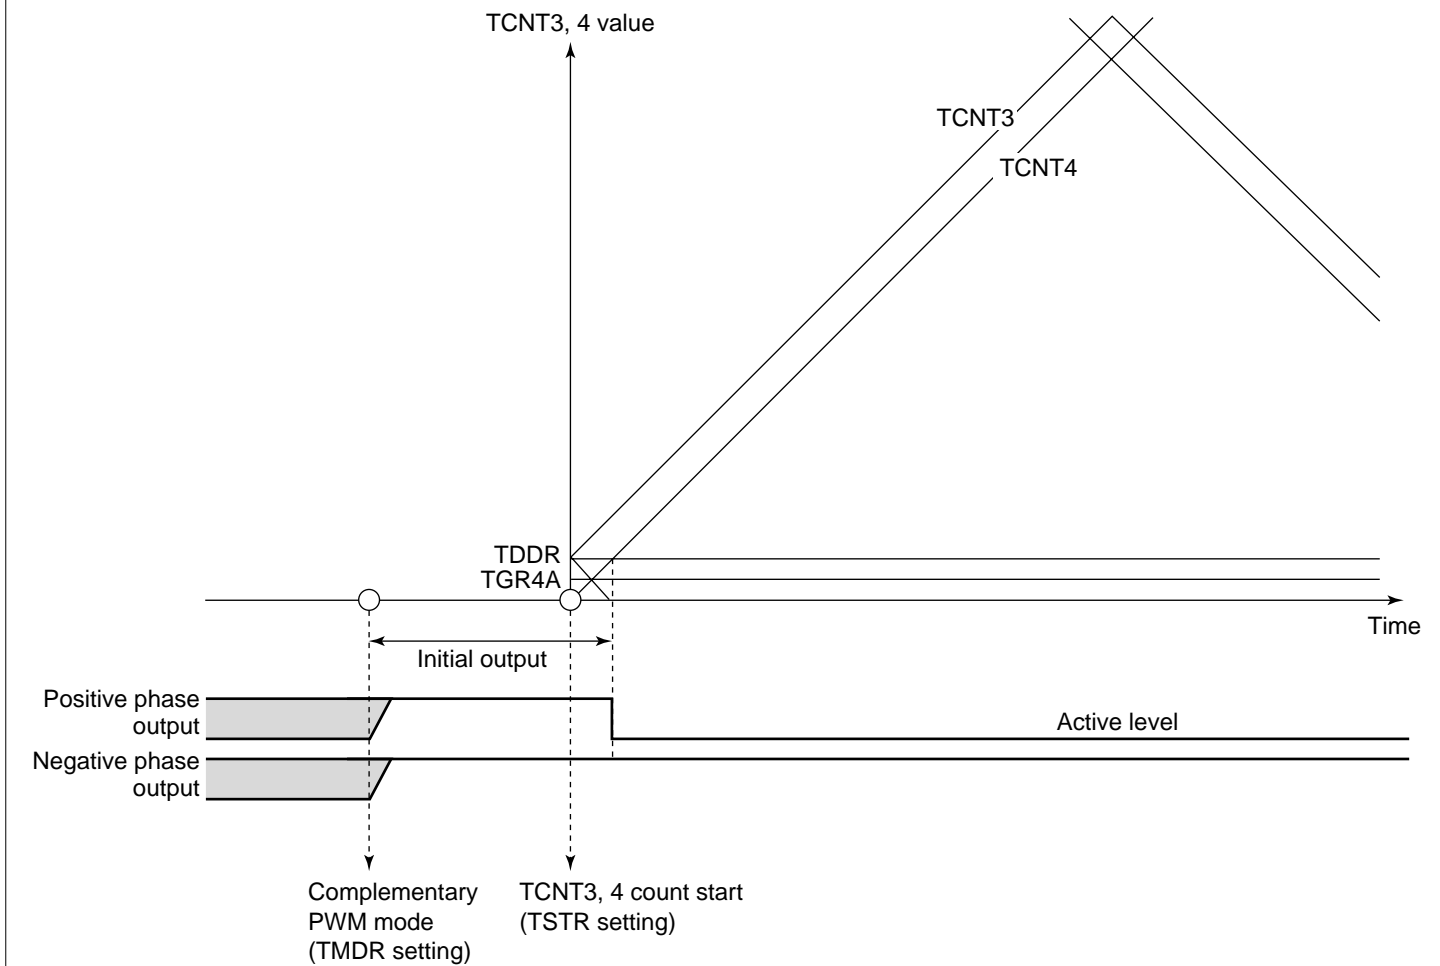 TCNT3, 4 value
TCNT3
TCNT4
TDDR
TGR4A
Time
Initial output
Positive phase
output
Active level
Negative phase
output
Complementary
PWM mode
(TMDR setting)
TCNT3, 4 count start
(TSTR setting)